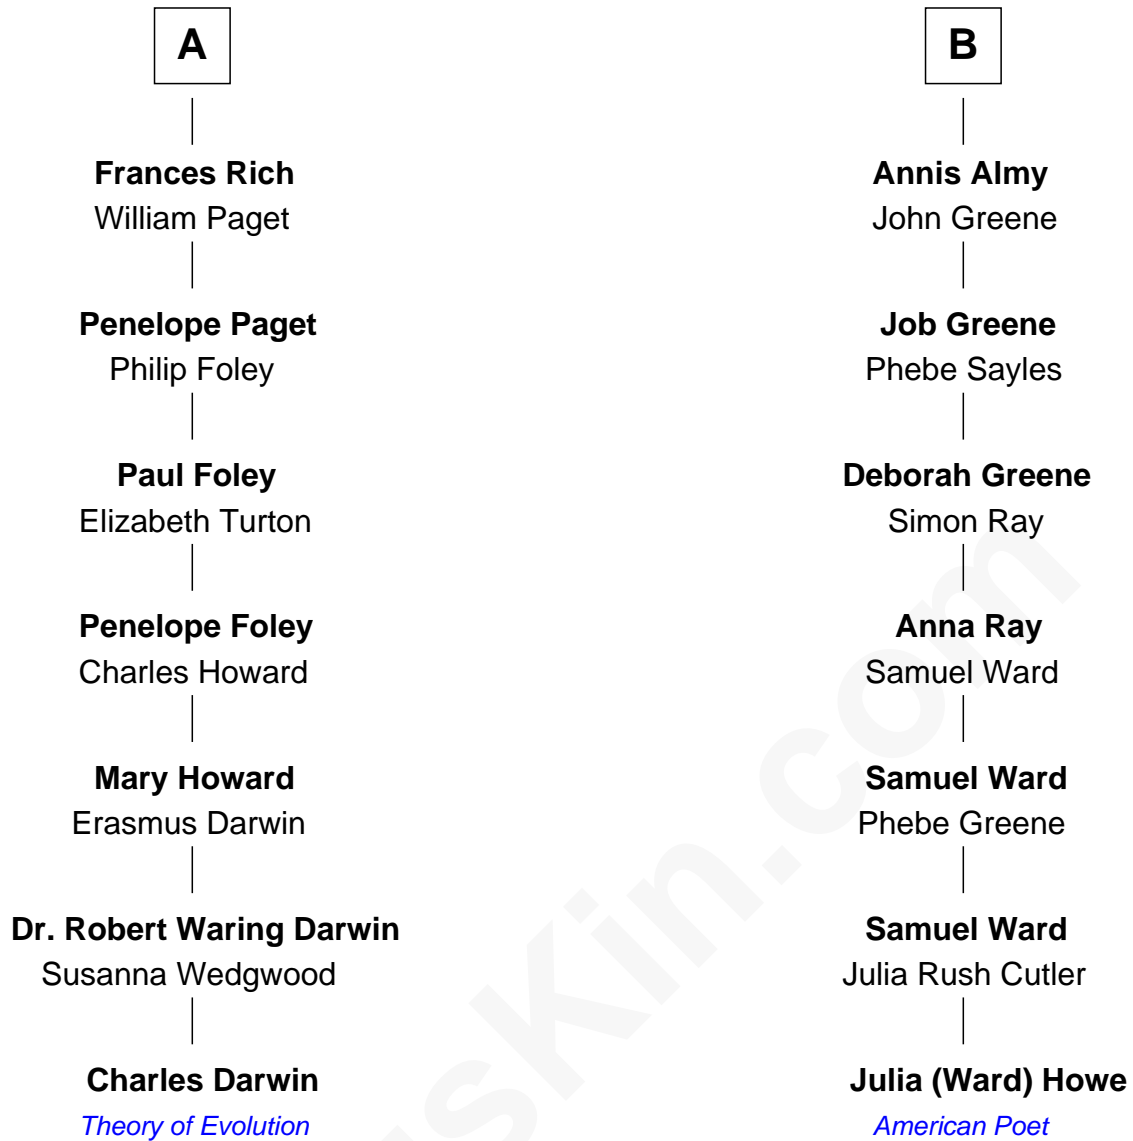 A
Frances Rich
William Paget
Penelope Paget
Philip Foley
Paul Foley
Elizabeth Turton
Penelope Foley
Charles Howard
Mary Howard
Erasmus Darwin
Dr. Robert Waring Darwin
Susanna Wedgwood
Charles Darwin
Theory of Evolution
B
Annis Almy
John Greene
Job Greene
Phebe Sayles
Deborah Greene
Simon Ray
Anna Ray
Samuel Ward
Samuel Ward
Phebe Greene
Samuel Ward
Julia Rush Cutler
Julia (Ward) Howe
American Poet
sKin.com